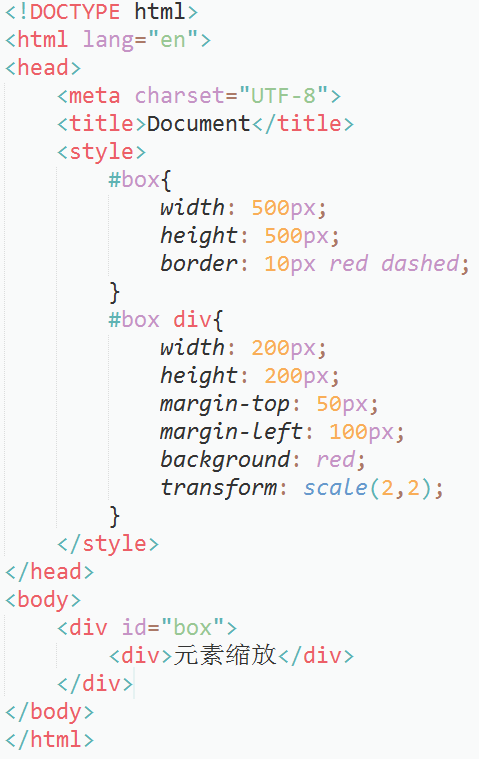 <!DOCTYPE html>
<html lang="en">
<head>
    <meta charset="UTF-8">
    <title>Document</title>
    <style>
        #box{
            width: 500px;
            height: 500px;
            border: 10px red dashed;
        }
        #box div{
            width: 200px;
            height: 200px;
            margin-top: 50px;
            margin-left: 100px;
            background: red;
            transform: scale(2,2);
        }
    </style>
</head>
<body>
    <div id="box">
        <div>元素缩放</div>
    </div>
</body>
</html>